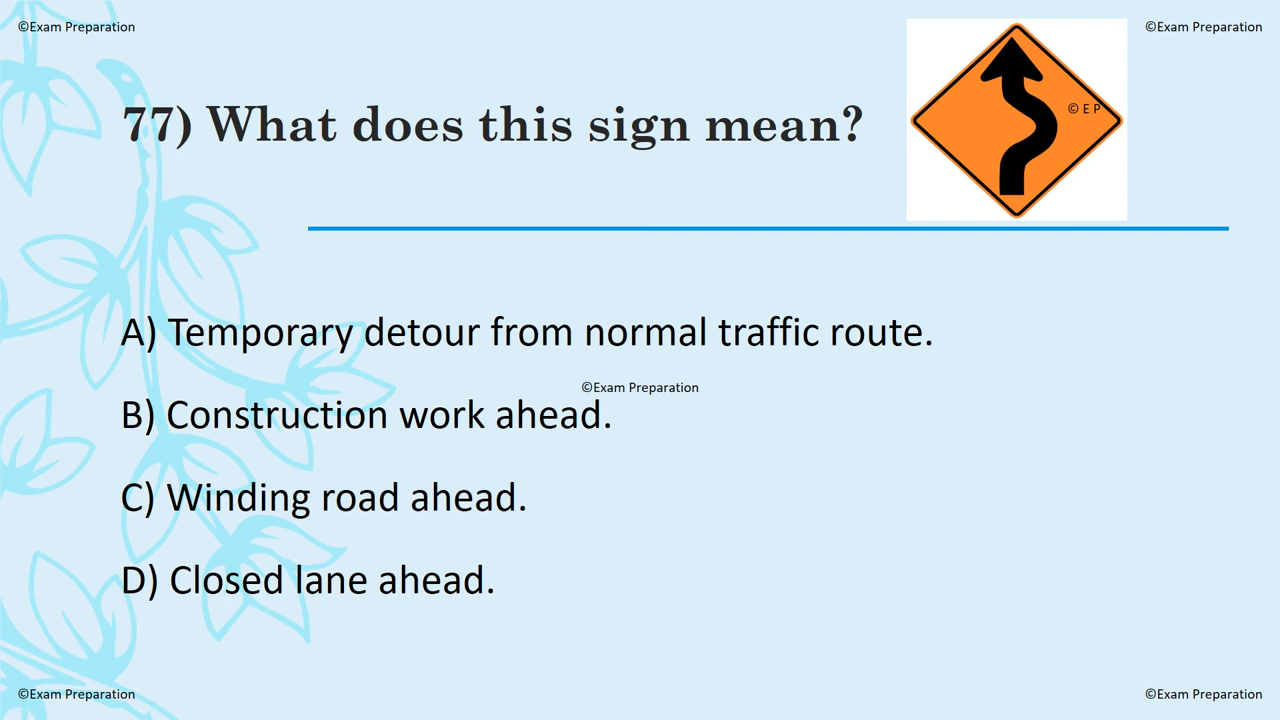 ©Exam Preparation
©Exam Preparation
© E P
77) What does this sign mean?
A) Temporary detour from normal traffic route.
©Exam Preparation
B) Construction work ahead.
C) Winding road ahead.
D) Closed lane ahead.
©Exam Preparation
©Exam Preparation